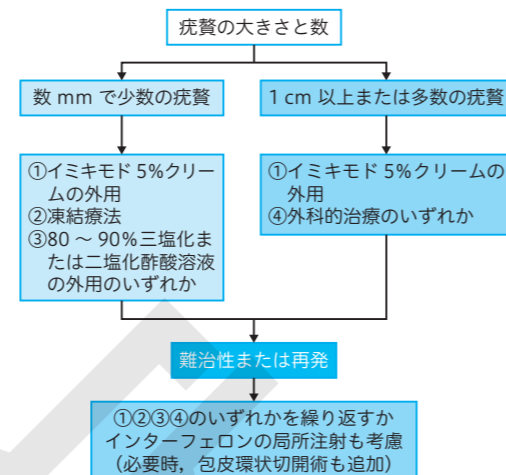 疣贅の大きさと数
数 mm で少数の疣贅
1 cm 以上または多数の疣贅
①イミキモド 5%クリー
ムの外用
②凍結療法
③80 ～ 90%三塩化ま
たは二塩化酢酸溶液
の外用のいずれか
①イミキモド 5%クリームの
外用
④外科的治療のいずれか
難治性または再発
①②③④のいずれかを繰り返すか
インターフェロンの局所注射も考慮
（必要時，包皮環状切開術も追加）